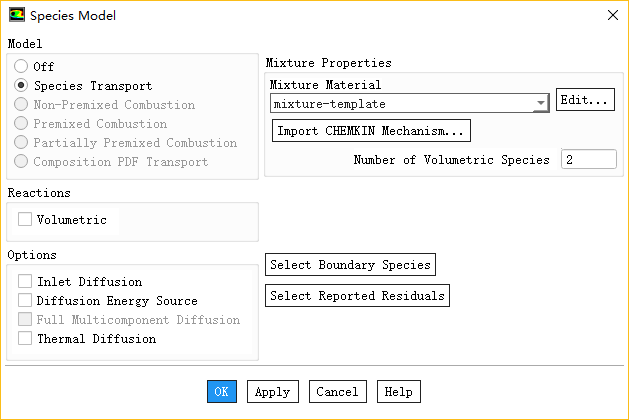 Species Model
Model
Off
Species Transport
Non-Premixed Combustion
Premixed Combustion
Partially Premixed Combustion
Composition PDF Transport
Mixture Properties
Mixture Material
mixture-template
Edit...
Import CHEMKIN Mechanism...
Number of Volumetric Species 2
Reactions
Volumetric
Options
Inlet Diffusion
Diffusion Energy Source
Full Multicomponent Diffusion
Thermal Diffusion
Select Boundary Species
Select Reported Residuals
OK Apply Cancel Help